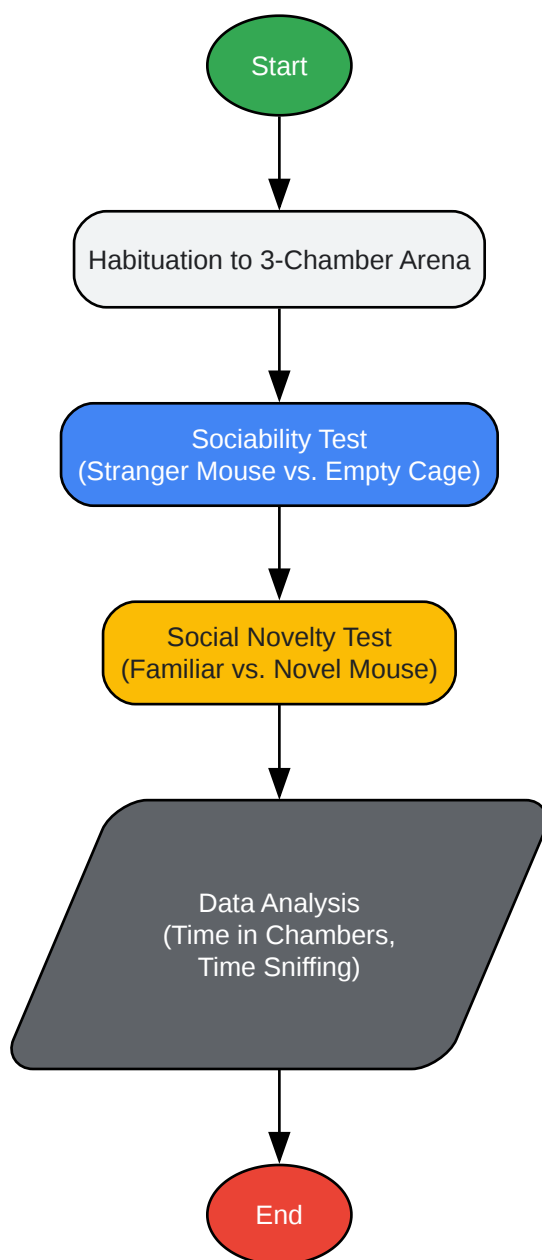 Start
Habituation to 3-Chamber Arena
Sociability Test
(Stranger Mouse vs. Empty Cage)
Social Novelty Test
(Familiar vs. Novel Mouse)
Data Analysis
(Time in Chambers,
Time Sniffing)
End